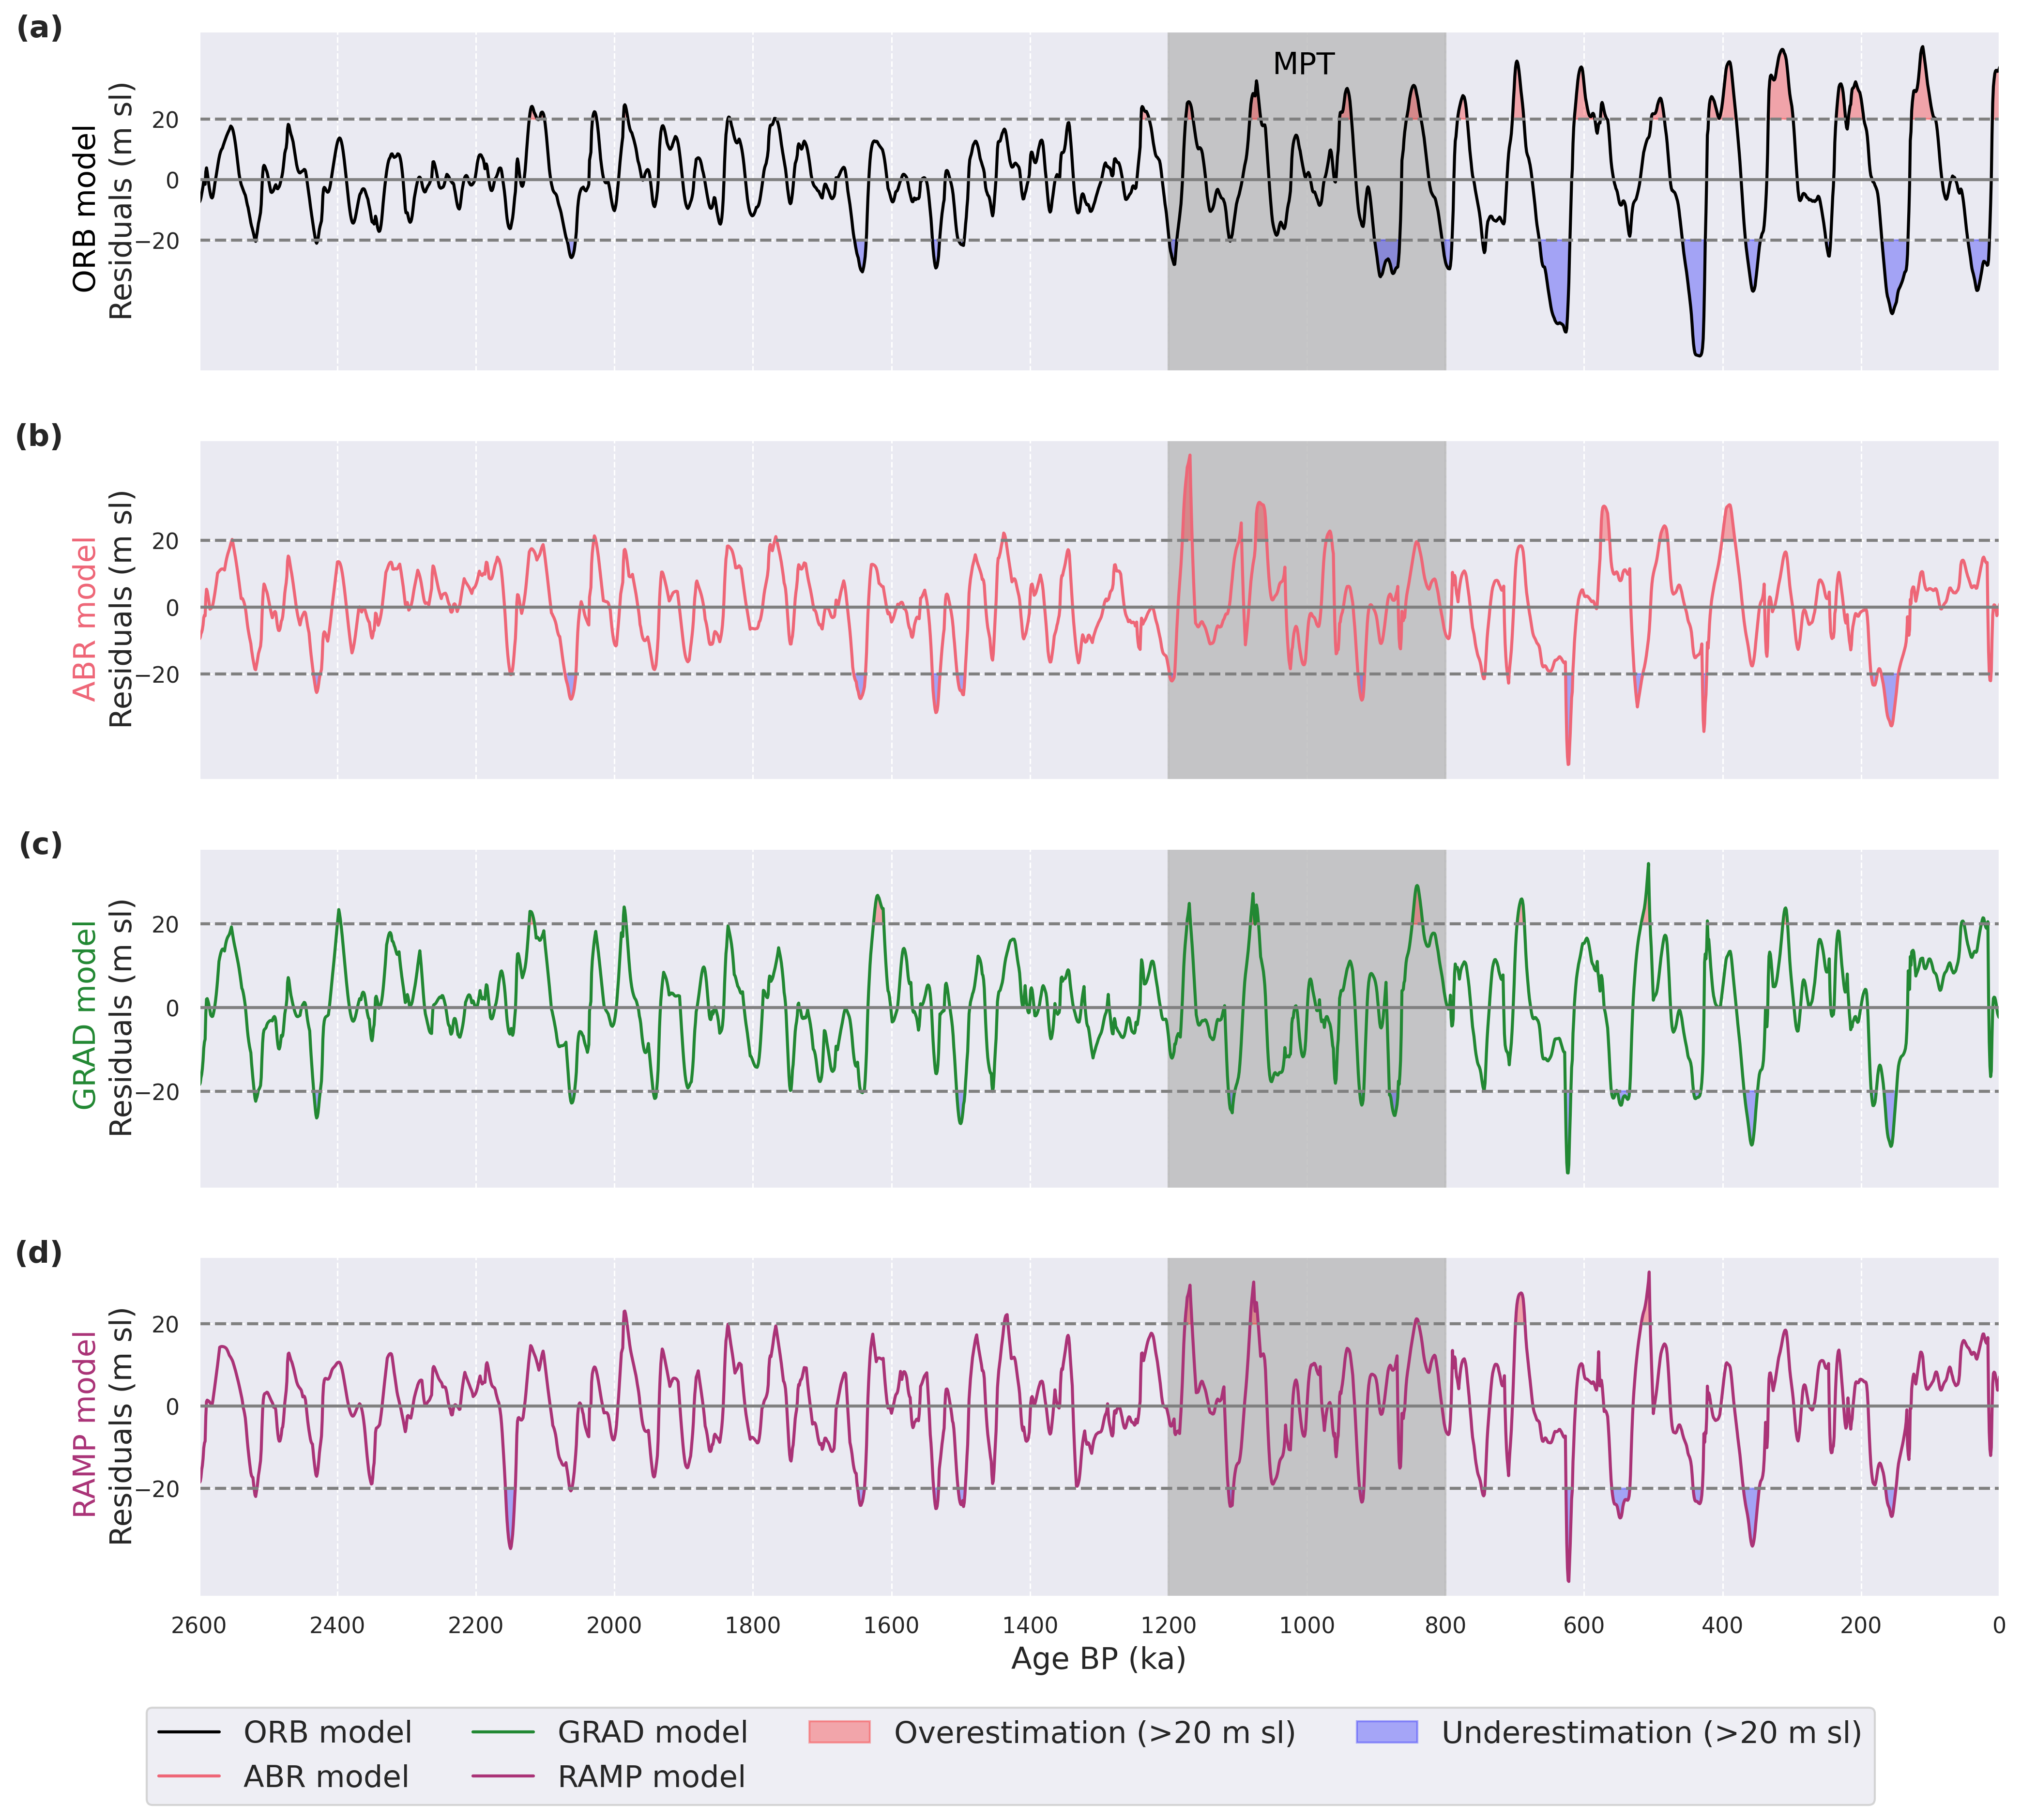 (a)
ORB model
Residuals (m sl)
20
0
−20
MPT
(b)
ABR model
Residuals (m sl)
20
0
−20
(c)
GRAD model
Residuals (m sl)
20
0
−20
(d)
RAMP model
Residuals (m sl)
20
0
−20
2600 2400 2200 2000 1800 1600 1400 1200 1000 800 600 400 200 0
Age BP (ka)
ORB model GRAD model Overestimation (>20 m sl) Underestimation (>20 m sl)
ABR model RAMP model